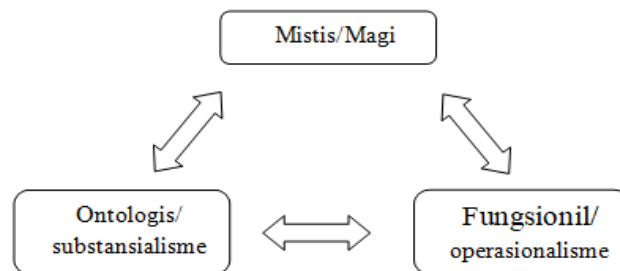 Mistis/Magi
Ontologis/
substansialisme
Fungsionil/
operasionalisme